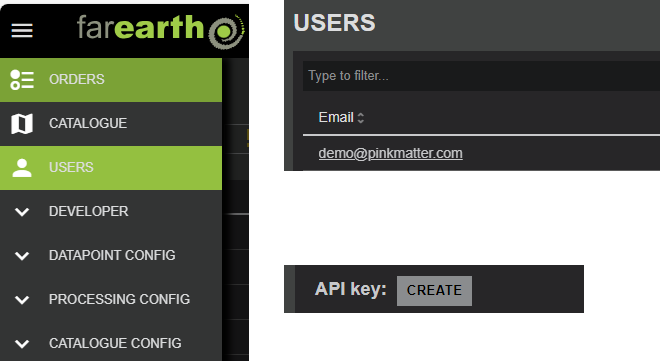 farearth
ORDERS
CATALOGUE
USERS
DEVELOPER
DATAPOINT CONFIG
PROCESSING CONFIG
CATALOGUE CONFIG
USERS
Type to filter...
Email
demo@pinkmatter.com
API key: CREATE